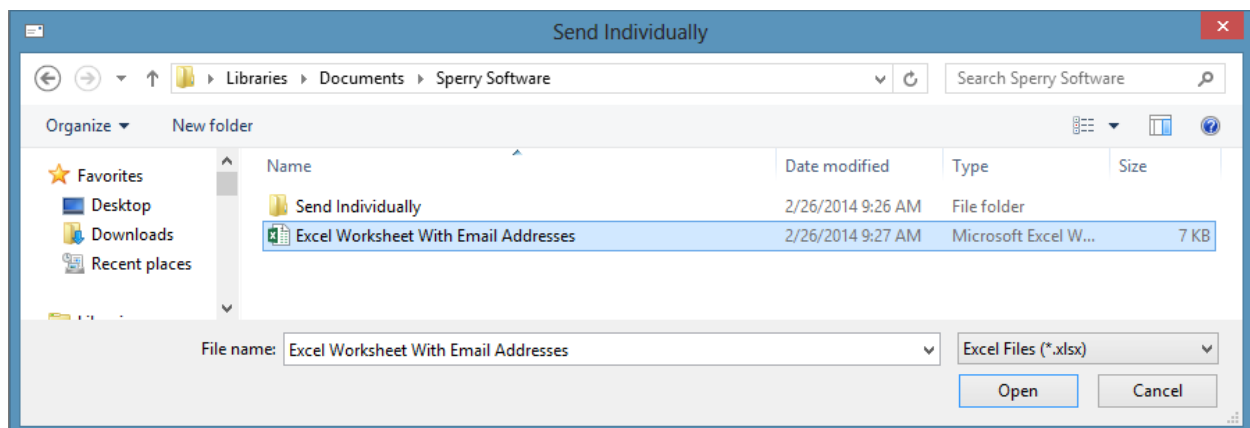 Send Individually
Libraries Documents Sperry Software Search Sperry Software
Organize New folder
Favorites
Desktop
Downloads
Recent places
Name Date modified Type Size
Send Individually 2/26/2014 9:26 AM File folder
Excel Worksheet With Email Addresses 2/26/2014 9:27 AM Microsoft Excel W... 7 KB
File name: Excel Worksheet With Email Addresses Excel Files (*.xlsx)
Open Cancel